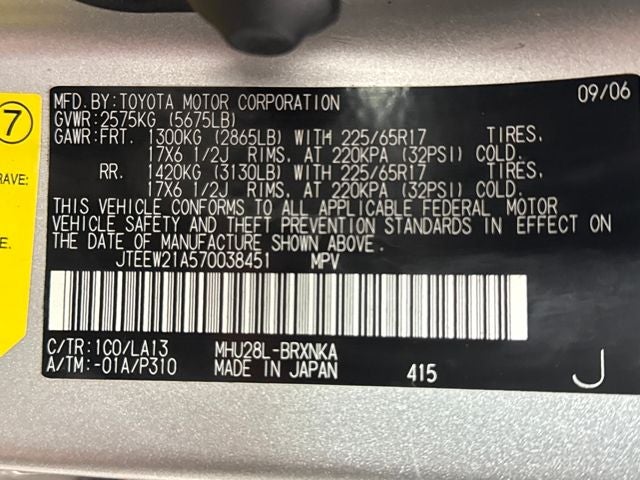 MFD.BY:TOYOTA MOTOR CORPORATION 09/06
GVWR:2575KG (5675LB)
GAWR:FRT. 1300KG (2865LB) WITH 225/65R17 TIRES.
17X6 1/2J RIMS. AT 220KPA (32PSI) COLD.
RR. 1420KG (3130LB) WITH 225/65R17 TIRES.
17X6 1/2J RIMS. AT 220KPA (32PSI) COLD.
THIS VEHICLE CONFORMS TO ALL APPLICABLE FEDERAL MOTOR
VEHICLE SAFETY AND THEFT PREVENTION STANDARDS IN EFFECT ON
THE DATE OF MANUFACTURE SHOWN ABOVE.
JTEEW21A570038451 MPV
C/TR:1C0/LA13 MHU28L-BRXNKA
A/TM:-01A/P310 MADE IN JAPAN 415 J
7
RAVE: